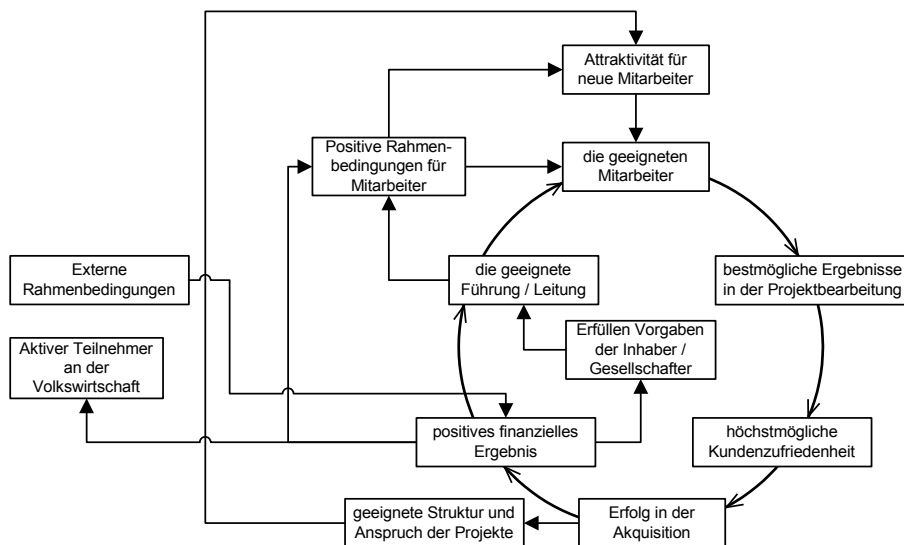 Attraktivität für
neue Mitarbeiter
Positive Rahmen-
bedingungen für
Mitarbeiter
die geeigneten
Mitarbeiter
Externe
Rahmenbedingungen
die geeignete
Führung / Leitung
bestmögliche Ergebnisse
in der Projektbearbeitung
Aktiver Teilnehmer
an der
Volkswirtschaft
Erfüllen Vorgaben
der Inhaber /
Gesellschafter
positives finanzielles
Ergebnis
höchstmögliche
Kundenzufriedenheit
geeignete Struktur und
Anspruch der Projekte
Erfolg in der
Akquisition